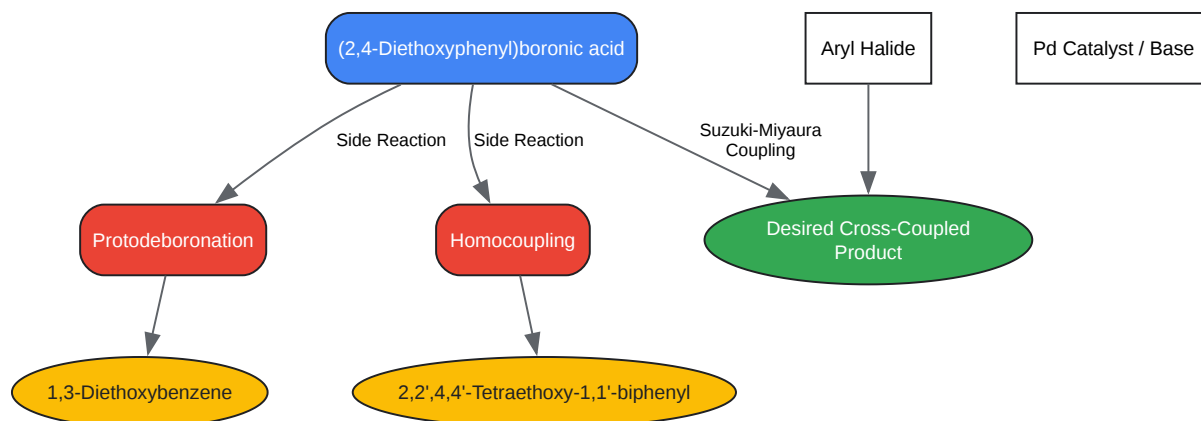 (2,4-Diethoxyphenyl)boronic acid
Aryl Halide
Pd Catalyst / Base
Side Reaction
Side Reaction
Suzuki-Miyaura
Coupling
Protodeboronation
Homocoupling
Desired Cross-Coupled
Product
1,3-Diethoxybenzene
2,2',4,4'-Tetraethoxy-1,1'-biphenyl